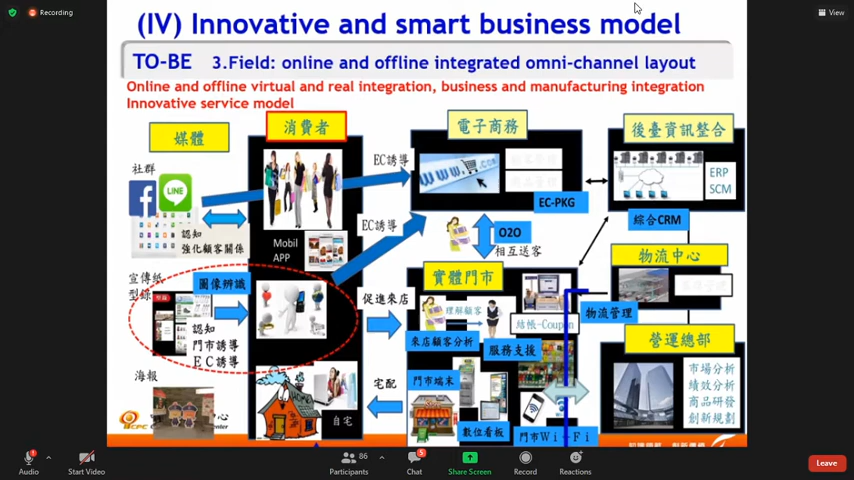 Recording
View
(IV) Innovative and smart business model
TO-BE 3.Field: online and offline integrated omni-channel layout
Online and offline virtual and real integration, business and manufacturing integration
Innovative service model
媒體
消費者
電子商務
後臺資訊整合
社群
LINE
EC誘導
WWW.com
EC-PKG
ERP
SCM
綜合CRM
認知
強化顧客關係
Mobil
APP
EC誘導
O2O
相互送客
物流中心
宣傳紙
型錄
圖像辨識
認知
門市誘導
EC誘導
促進來店
實體門市
理解顧客
結帳-Coupon
來店顧客分析
服務支援
物流管理
營運總部
市場分析
績效分析
商品研發
創新規劃
海報
自宅
宅配
門市端末
數位看板
門市Wi-Fi
Audio
Start Video
86
Participants
5
Chat
Share Screen
Record
Reactions
Leave